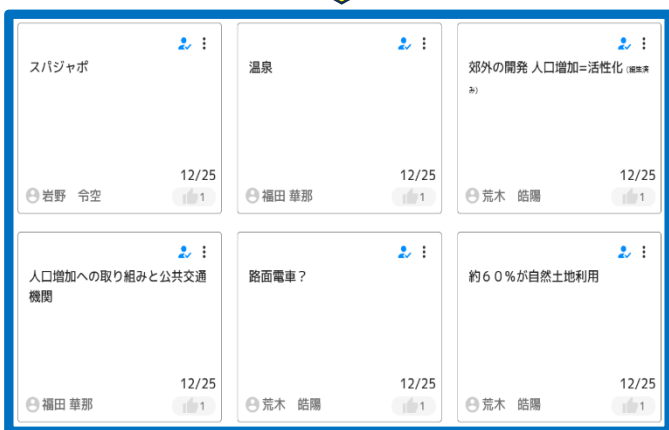 スパジャポ
12/25
岩野 令空
1
温泉
12/25
福田 華那
1
郊外の開発 人口増加=活性化 (編集済
み)
12/25
荒木 皓陽
1
人口増加への取り組みと公共交通
機関
12/25
福田 華那
1
路面電車?
12/25
荒木 皓陽
1
約60%が自然土地利用
12/25
荒木 皓陽
1